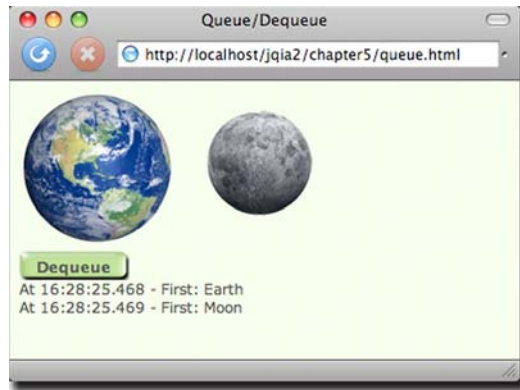 Queue/Dequeue
http://localhost/jqia2/chapter5/queue.html
Dequeue
At 16:28:25.468 - First: Earth
At 16:28:25.469 - First: Moon